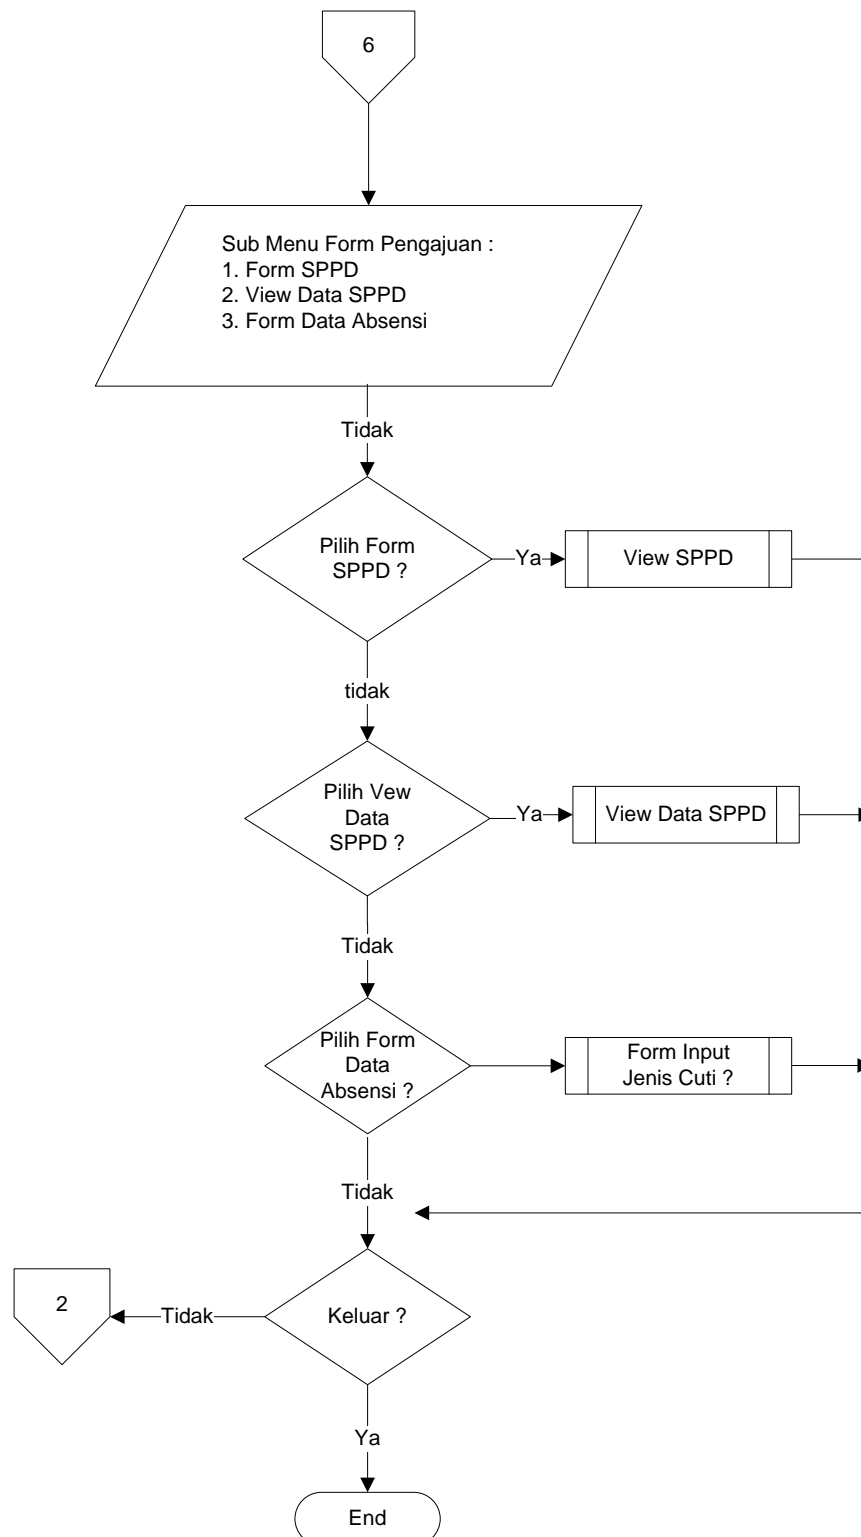 6
Sub Menu Form Pengajuan :
1. Form SPPD
2. View Data SPPD
3. Form Data Absensi
Tidak
Pilih Form
SPPD ?
Ya
View SPPD
tidak
Pilih Vew
Data
SPPD ?
Ya
View Data SPPD
Tidak
Pilih Form
Data
Absensi ?
Form Input
Jenis Cuti ?
Tidak
2
Tidak
Keluar ?
Ya
End